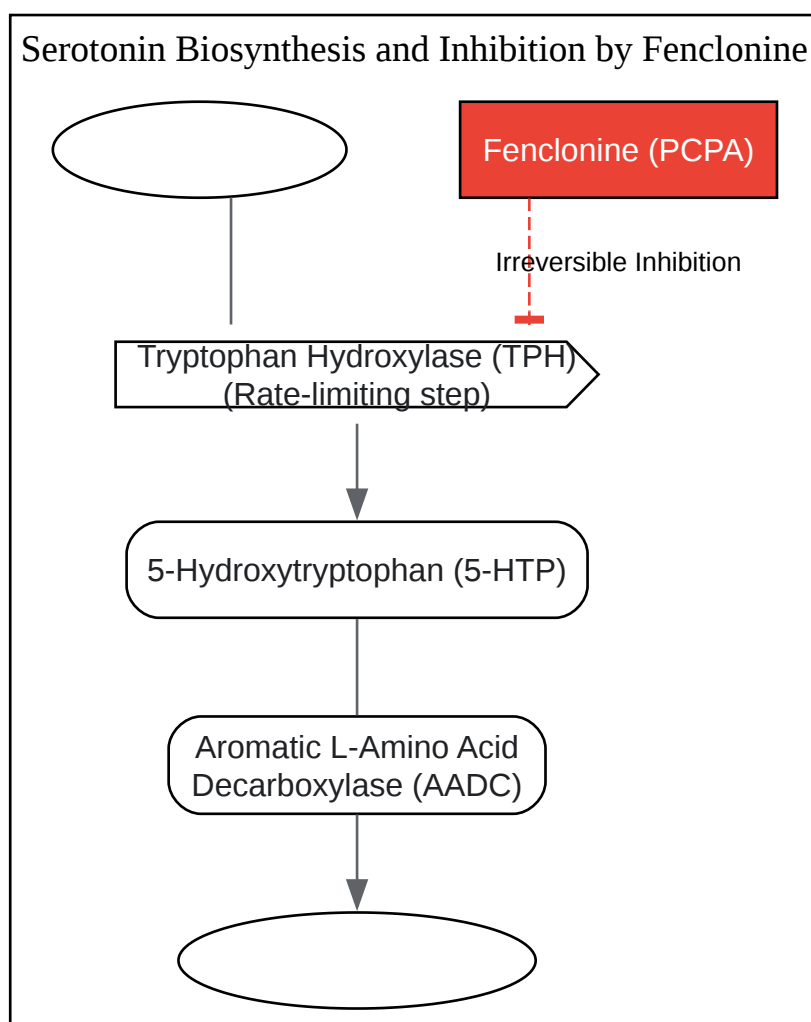 Serotonin Biosynthesis and Inhibition by Fenclonine
Fenclonine (PCPA)
Irreversible Inhibition
Tryptophan Hydroxylase (TPH)
(Rate-limiting step)
5-Hydroxytryptophan (5-HTP)
Aromatic L-Amino Acid
Decarboxylase (AADC)